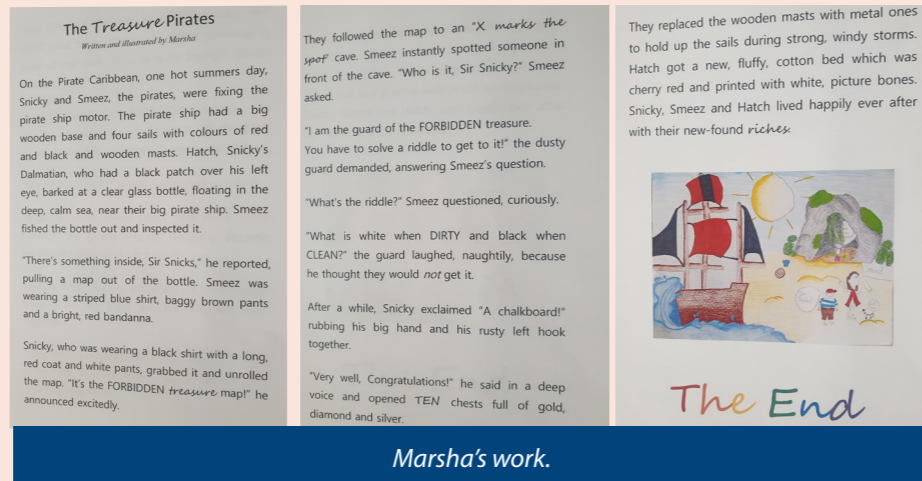 The Treasure Pirates
Written and illustrated by Marsha
On the Pirate Caribbean, one hot summers day,
Snicky and Smeez, the pirates, were fixing the
pirate ship motor. The pirate ship had a big
wooden base and four sails with colours of red
and black and wooden masts. Hatch, Snicky's
Dalmatian, who had a black patch over his left
eye, barked at a clear glass bottle, floating in the
deep, calm sea, near their big pirate ship. Smeez
fished the bottle out and inspected it.
"There's something inside, Sir Snicks," he reported,
pulling a map out of the bottle. Smeez was
wearing a striped blue shirt, baggy brown pants
and a bright, red bandanna.
Snicky, who was wearing a black shirt with a long,
red coat and white pants, grabbed it and unrolled
the map. "It's the FORBIDDEN treasure map!" he
announced excitedly.
They followed the map to an "X marks the
spot" cave. Smeez instantly spotted someone in
front of the cave. "Who is it, Sir Snicky?" Smeez
asked.
"I am the guard of the FORBIDDEN treasure.
You have to solve a riddle to get to it!" the dusty
guard demanded, answering Smeez's question.
"What's the riddle?" Smeez questioned, curiously.
"What is white when DIRTY and black when
CLEAN?" the guard laughed, naughtily, because
he thought they would not get it.
After a while, Snicky exclaimed "A chalkboard!"
rubbing his big hand and his rusty left hook
together.
"Very well, Congratulations!" he said in a deep
voice and opened TEN chests full of gold,
diamond and silver.
They replaced the wooden masts with metal ones
to hold up the sails during strong, windy storms.
Hatch got a new, fluffy, cotton bed which was
cherry red and printed with white, picture bones.
Snicky, Smeez and Hatch lived happily ever after
with their new-found riches.
The End
Marsha's work.